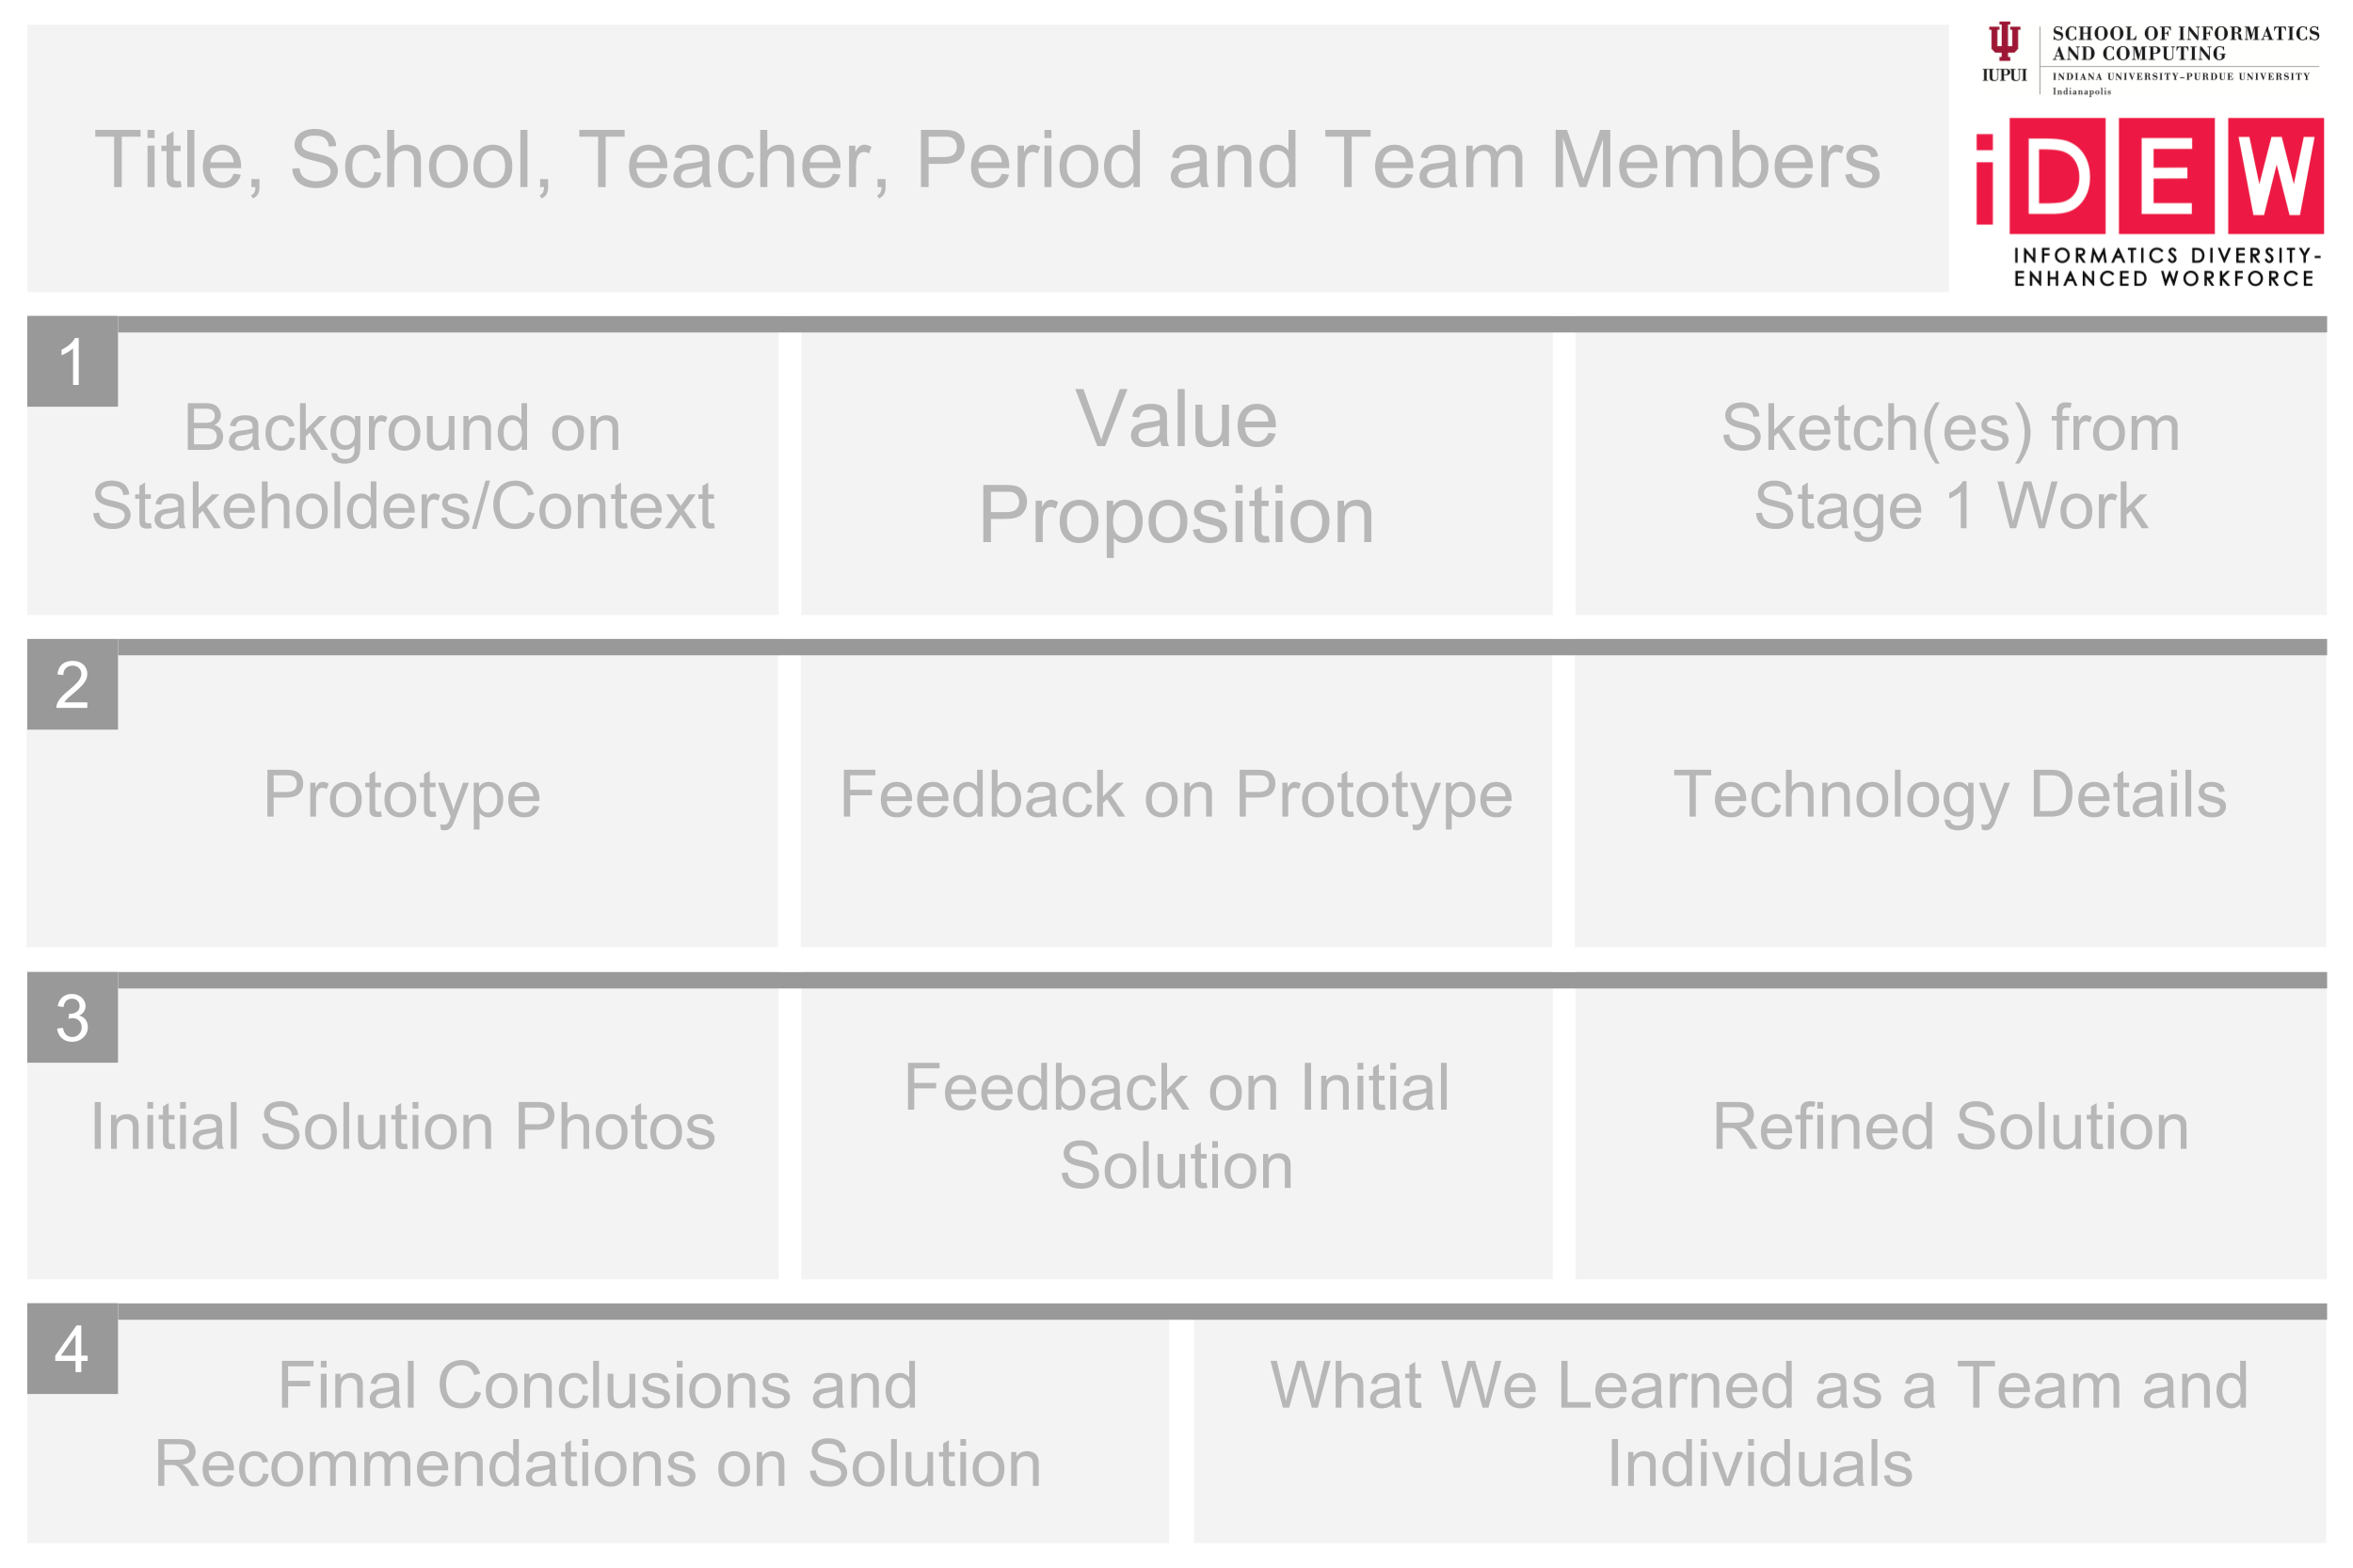 Title, School, Teacher, Period and Team Members
IUPUI
SCHOOL OF INFORMATICS
AND COMPUTING
INDIANA UNIVERSITY–PURDUE UNIVERSITY
Indianapolis
iDEW
INFORMATICS DIVERSITY-
ENHANCED WORKFORCE
1
Background on
Stakeholders/Context
Value
Proposition
Sketch(es) from
Stage 1 Work
2
Prototype
Feedback on Prototype
Technology Details
3
Initial Solution Photos
Feedback on Initial
Solution
Refined Solution
4
Final Conclusions and
Recommendations on Solution
What We Learned as a Team and
Individuals